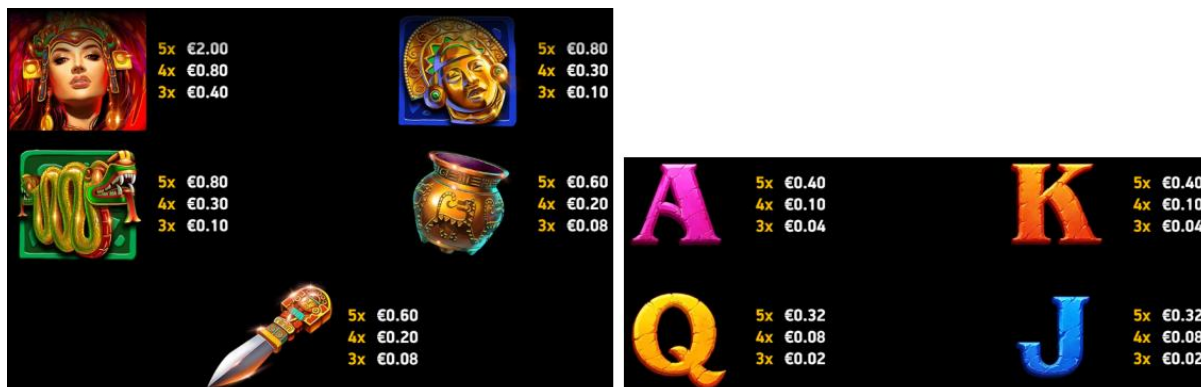 5x €2.00
4x €0.80
3x €0.40
5x €0.80
4x €0.30
3x €0.10
5x €0.80
4x €0.30
3x €0.10
5x €0.60
4x €0.20
3x €0.08
5x €0.60
4x €0.20
3x €0.08
A
5x €0.40
4x €0.10
3x €0.04
K
5x €0.40
4x €0.10
3x €0.04
Q
5x €0.32
4x €0.08
3x €0.02
J
5x €0.32
4x €0.08
3x €0.02